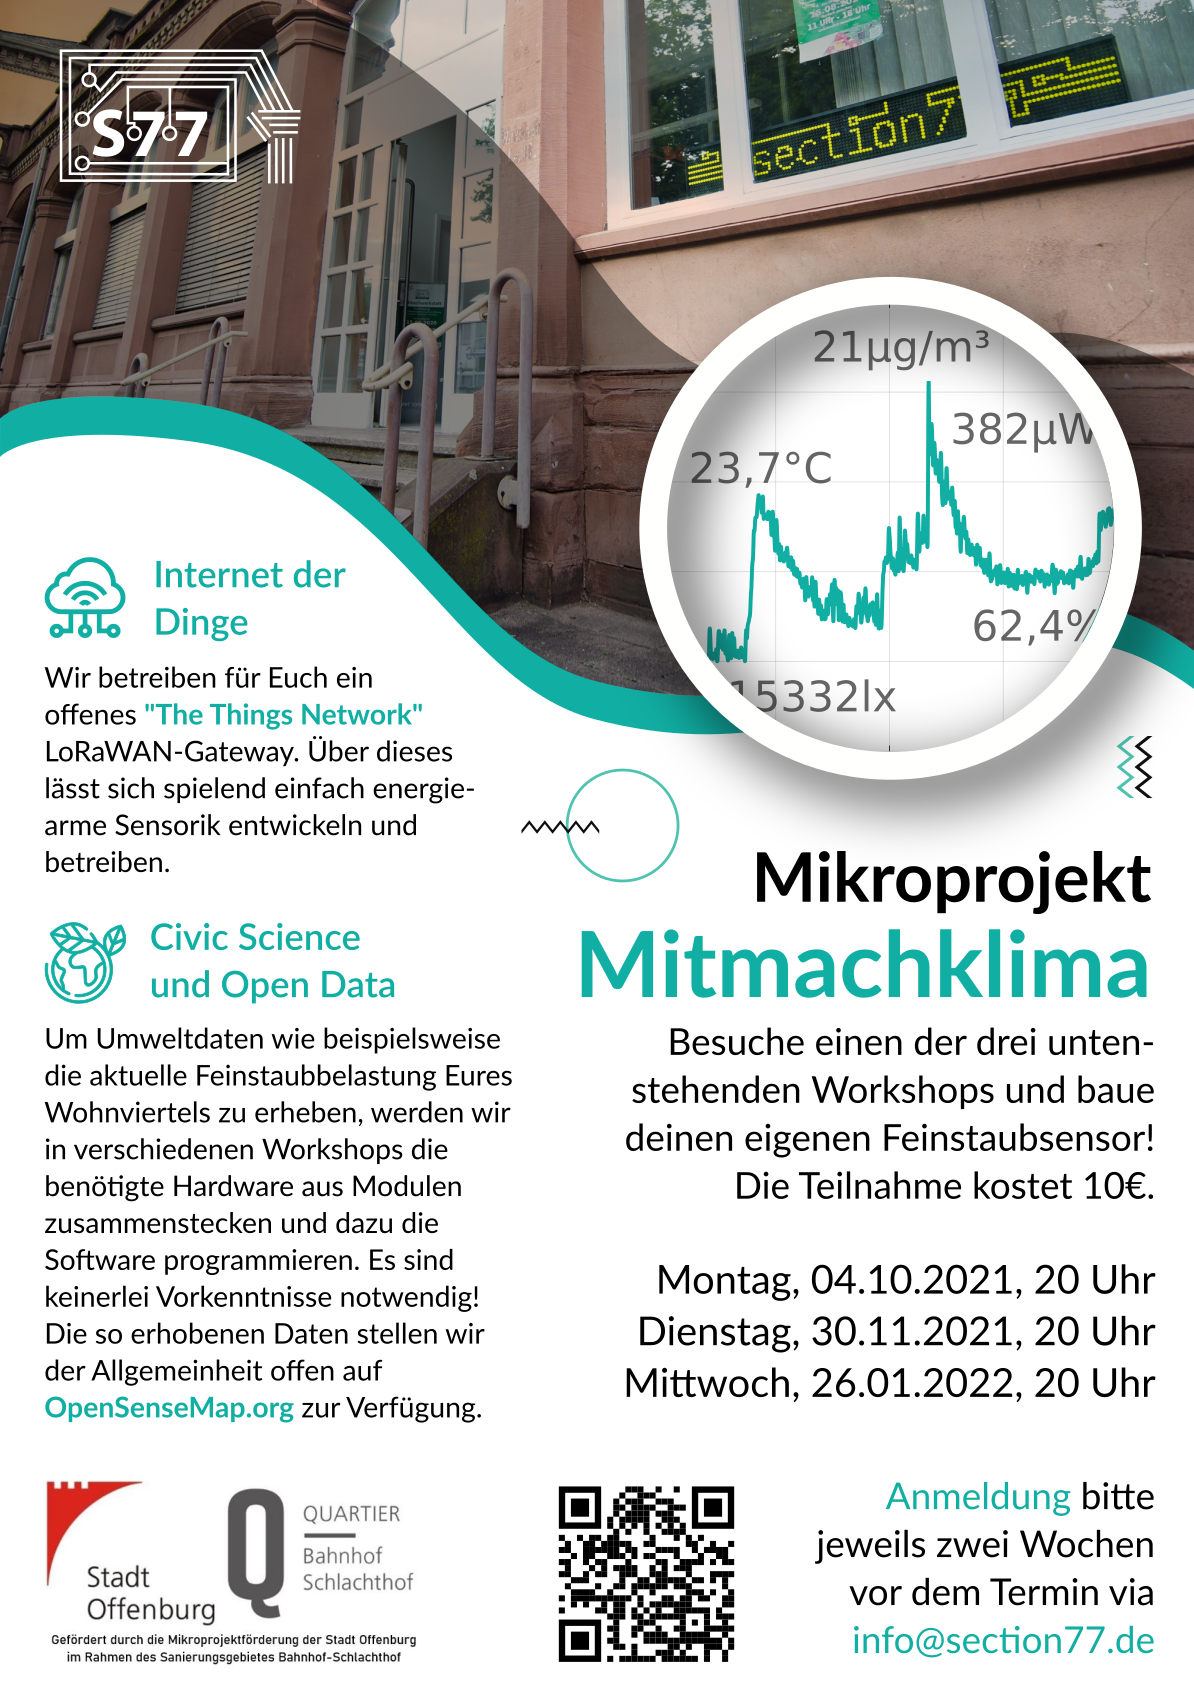 S77
26.06.20
11 Uhr - 18 Uhr
section7
21µg/m³
382µW
23,7°C
62,4%
15332lx
Internet der
Dinge
Wir betreiben für Euch ein
offenes "The Things Network"
LoRaWAN-Gateway. Über dieses
lässt sich spielend einfach energie-
arme Sensorik entwickeln und
betreiben.
Civic Science
und Open Data
Um Umweltdaten wie beispielsweise
die aktuelle Feinstaubbelastung Eures
Wohnviertels zu erheben, werden wir
in verschiedenen Workshops die
benötigte Hardware aus Modulen
zusammenstecken und dazu die
Software programmieren. Es sind
keinerlei Vorkenntnisse notwendig!
Die so erhobenen Daten stellen wir
der Allgemeinheit offen auf
OpenSenseMap.org zur Verfügung.
Mikroprojekt
Mitmachklima
Besuche einen der drei unten-
stehenden Workshops und baue
deinen eigenen Feinstaubsensor!
Die Teilnahme kostet 10€.
Montag, 04.10.2021, 20 Uhr
Dienstag, 30.11.2021, 20 Uhr
Mittwoch, 26.01.2022, 20 Uhr
Stadt
Offenburg
QUARTIER
Bahnhof
Schlachthof
Gefördert durch die Mikroprojektförderung der Stadt Offenburg
im Rahmen des Sanierungsgebietes Bahnhof-Schlachthof
Anmeldung bitte
jeweils zwei Wochen
vor dem Termin via
info@section77.de